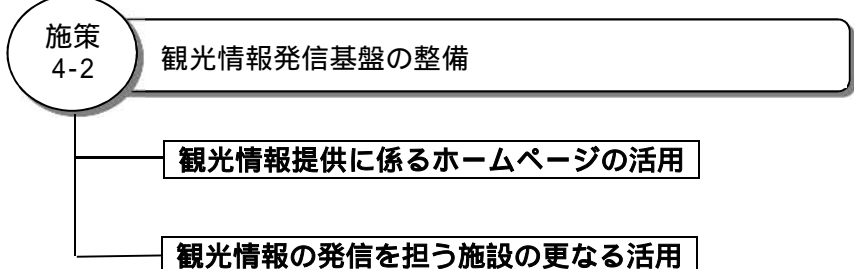 施策
4-2
観光情報発信基盤の整備
観光情報提供に係るホームページの活用
観光情報の発信を担う施設の更なる活用